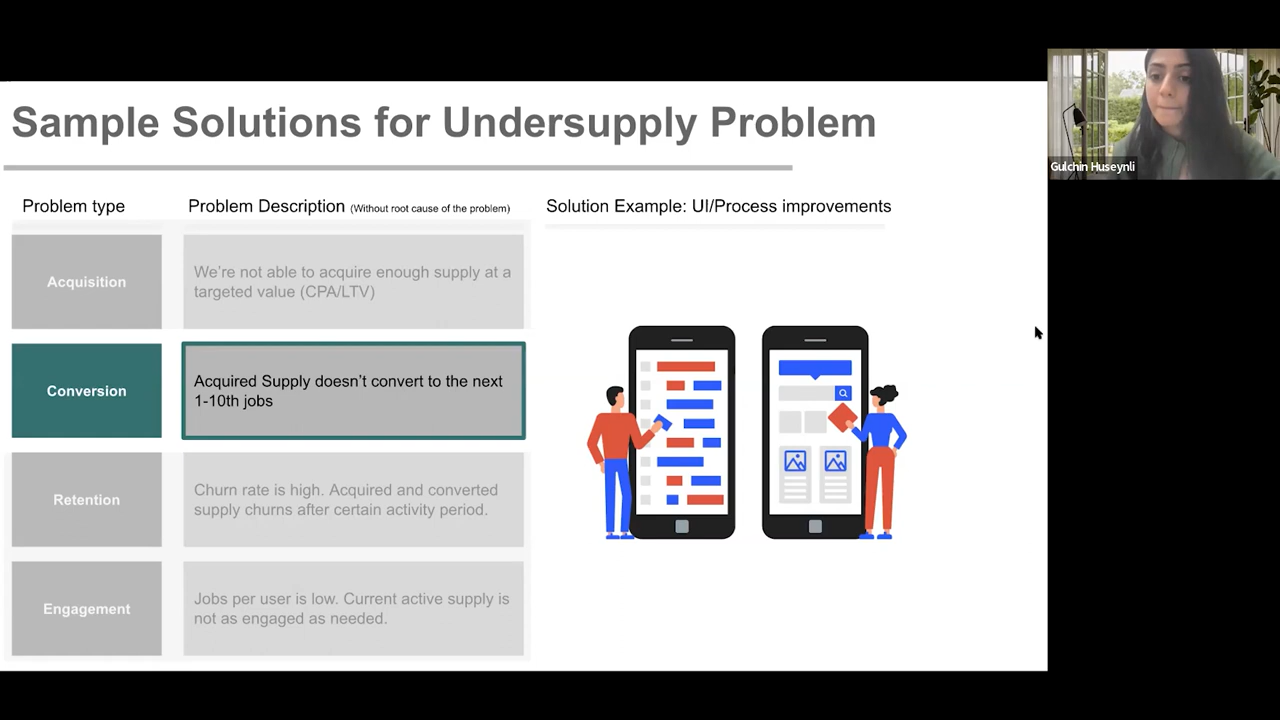 Sample Solutions for Undersupply Problem
Problem type
Problem Description (Without root cause of the problem)
Solution Example: UI/Process improvements
Acquisition
We're not able to acquire enough supply at a
targeted value (CPA/LTV)
Conversion
Acquired Supply doesn't convert to the next
1-10th jobs
Retention
Churn rate is high. Acquired and converted
supply churns after certain activity period.
Engagement
Jobs per user is low. Current active supply is
not as engaged as needed.
Gulchin Huseynli